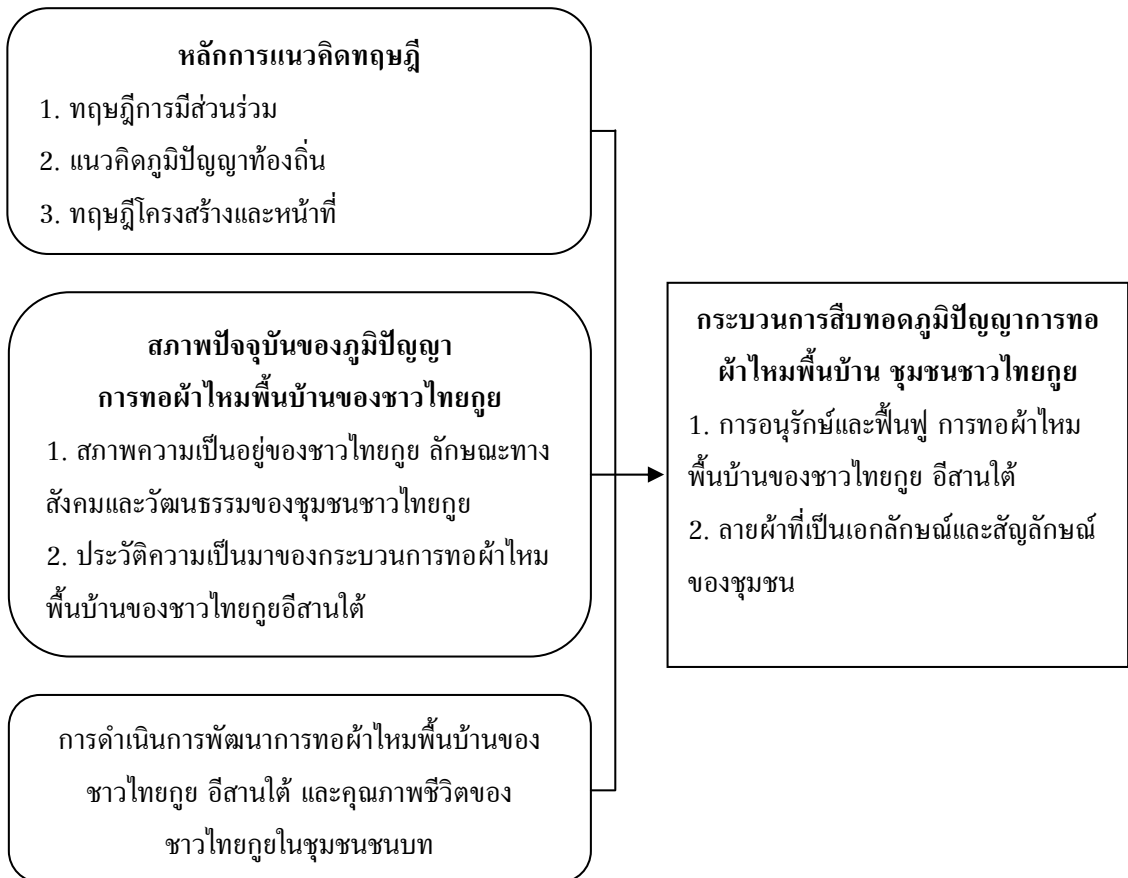 หลักการแนวคิดทฤษฎี
1. ทฤษฎีการมีส่วนร่วม
2. แนวคิดภูมิปัญญาท้องถิ่น
3. ทฤษฎีโครงสร้างและหน้าที่
สภาพปัจจุบันของภูมิปัญญา
การทอผ้าไหมพื้นบ้านของชาวไทยกูย
1. สภาพความเป็นอยู่ของชาวไทยกูย ลักษณะทาง
สังคมและวัฒนธรรมของชุมชนชาวไทยกูย
2. ประวัติความเป็นมาของกระบวนการทอผ้าไหม
พื้นบ้านของชาวไทยกูยอีสานใต้
การดำเนินการพัฒนาการทอผ้าไหมพื้นบ้านของ
ชาวไทยกูย อีสานใต้ และคุณภาพชีวิตของ
ชาวไทยกูยในชุมชนชนบท
กระบวนการสืบทอดภูมิปัญญาการทอ
ผ้าไหมพื้นบ้าน ชุมชนชาวไทยกูย
1. การอนุรักษ์และฟื้นฟู การทอผ้าไหม
พื้นบ้านของชาวไทยกูย อีสานใต้
2. ลายผ้าที่เป็นเอกลักษณ์และสัญลักษณ์
ของชุมชน